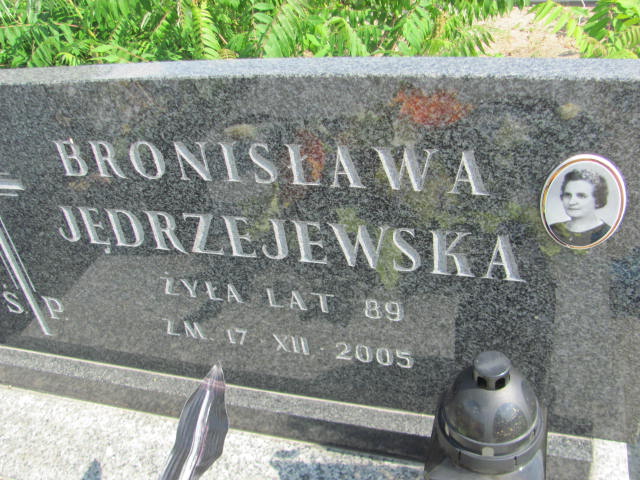 BRONISŁAWA
JĘDRZEJEWSKA
ŻYŁA LAT 89
ZM. 17 · XII · 2005
Ś. P.